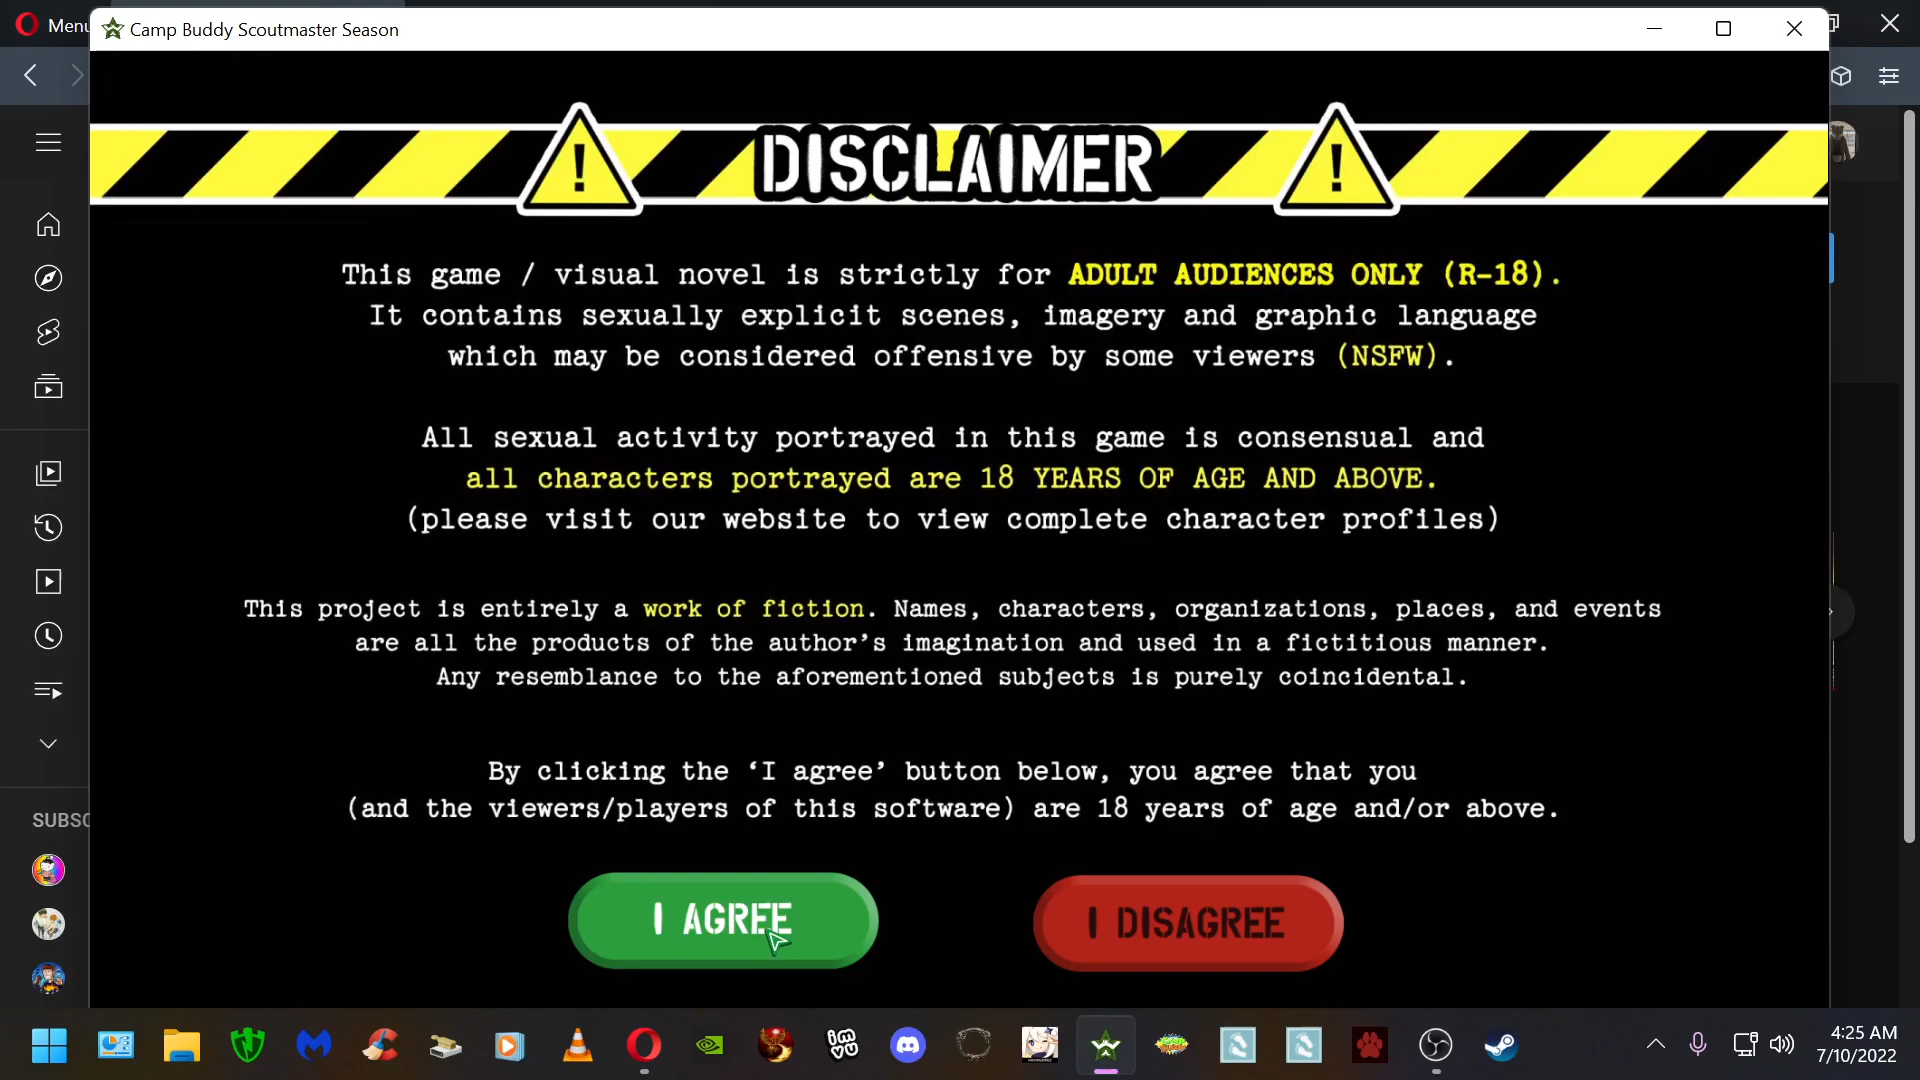 Menu
Camp Buddy Scoutmaster Season
DISCLAIMER
This game / visual novel is strictly for ADULT AUDIENCES ONLY (R-18).
It contains sexually explicit scenes, imagery and graphic language
which may be considered offensive by some viewers (NSFW).
All sexual activity portrayed in this game is consensual and
all characters portrayed are 18 YEARS OF AGE AND ABOVE.
(please visit our website to view complete character profiles)
This project is entirely a work of fiction. Names, characters, organizations, places, and events
are all the products of the author's imagination and used in a fictitious manner.
Any resemblance to the aforementioned subjects is purely coincidental.
By clicking the ‘I agree’ button below, you agree that you
(and the viewers/players of this software) are 18 years of age and/or above.
SUBSC
I AGREE
I DISAGREE
IMVU
4:25 AM
7/10/2022